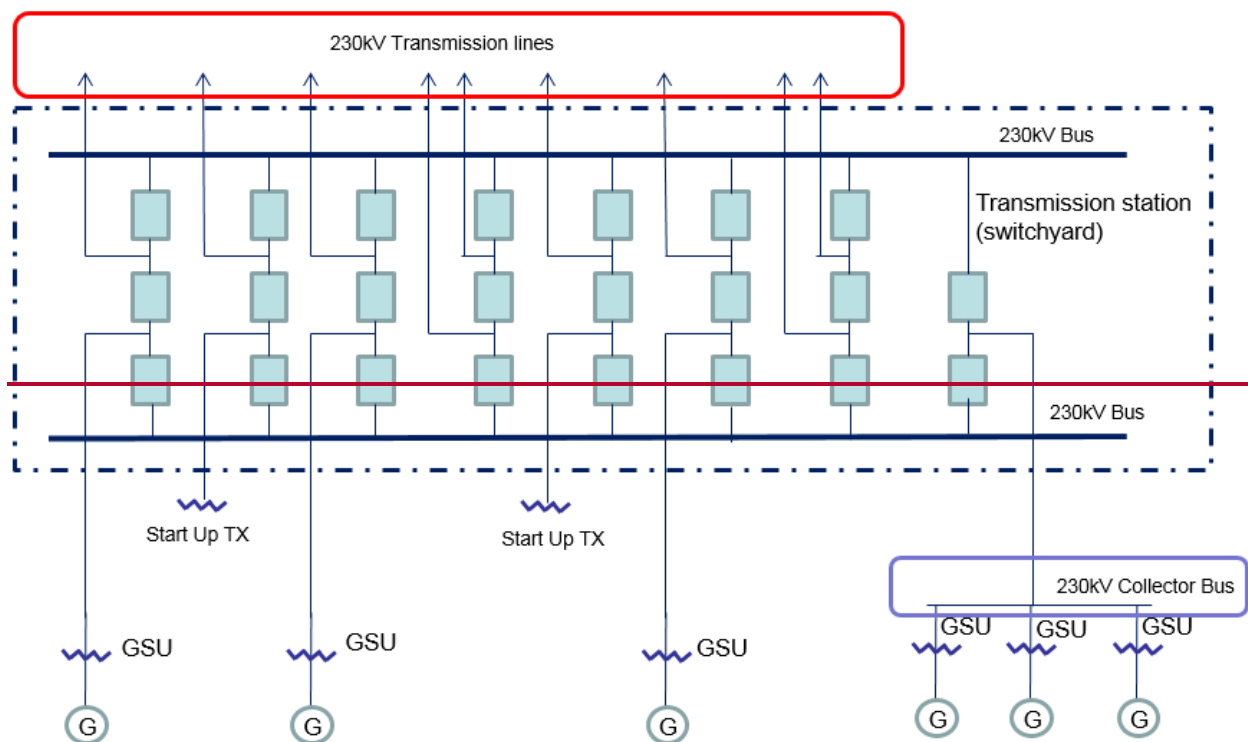 230kV Transmission lines
230kV Bus
Transmission station
(switchyard)
230kV Bus
Start Up TX
Start Up TX
230kV Collector Bus
GSU
GSU
GSU
GSU
GSU
GSU
G
G
G
G
G
G